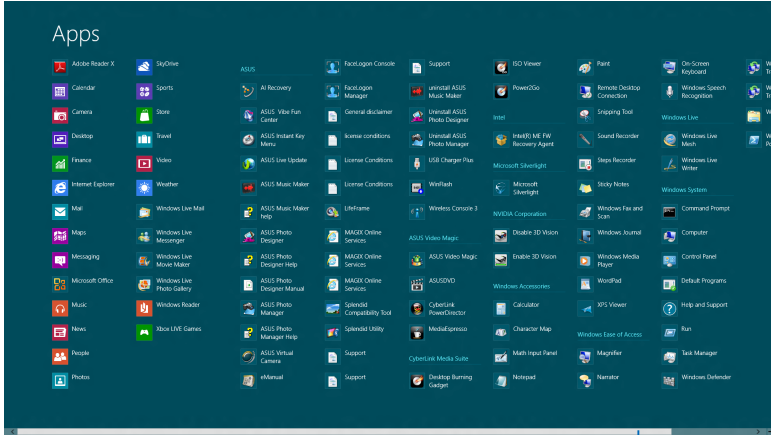 Apps
Adobe Reader X
Calendar
Camera
Desktop
Finance
Internet Explorer
Mail
Maps
Messaging
Microsoft Office
Music
News
People
Photos
SkyDrive
Sports
Store
Travel
Video
Weather
Windows Live Mail
Windows Live
Messenger
Windows Live
Movie Maker
Windows Live
Photo Gallery
Windows Reader
Xbox LIVE Games
ASUS
AI Recovery
ASUS Vibe Fun
Center
ASUS Instant Key
Menu
ASUS Live Update
ASUS Music Maker
ASUS Music Maker
help
ASUS Photo
Designer
ASUS Photo
Designer Help
ASUS Photo
Designer Manual
ASUS Photo
Manager
ASUS Photo
Manager Help
ASUS Virtual
Camera
eManual
FaceLogon Console
FaceLogon
Manager
General disclaimer
license conditions
License Conditions
License Conditions
LifeFrame
MAGIX Online
Services
MAGIX Online
Services
MAGIX Online
Services
Splendid
Compatibility Tool
Splendid Utility
Support
Support
Support
uninstall ASUS
Music Maker
Uninstall ASUS
Photo Designer
Uninstall ASUS
Photo Manager
USB Charger Plus
WinFlash
Wireless Console 3
ASUS Video Magic
ASUS Video Magic
ASUSDVD
CyberLink
PowerDirector
MediaEspresso
CyberLink Media Suite
Desktop Burning
Gadget
ISO Viewer
Power2Go
Intel
Intel(R) ME FW
Recovery Agent
Microsoft Silverlight
Microsoft
Silverlight
NVIDIA Corporation
Disable 3D Vision
Enable 3D Vision
Windows Accessories
Calculator
Character Map
Math Input Panel
Notepad
Paint
Remote Desktop
Connection
Snipping Tool
Sound Recorder
Steps Recorder
Sticky Notes
Windows Fax and
Scan
Windows Journal
Windows Media
Player
WordPad
XPS Viewer
Windows Ease of Access
Magnifier
Narrator
On-Screen
Keyboard
Windows Speech
Recognition
Windows Live
Windows Live
Mesh
Windows Live
Writer
Windows System
Command Prompt
Computer
Control Panel
Default Programs
Help and Support
Run
Task Manager
Windows Defender